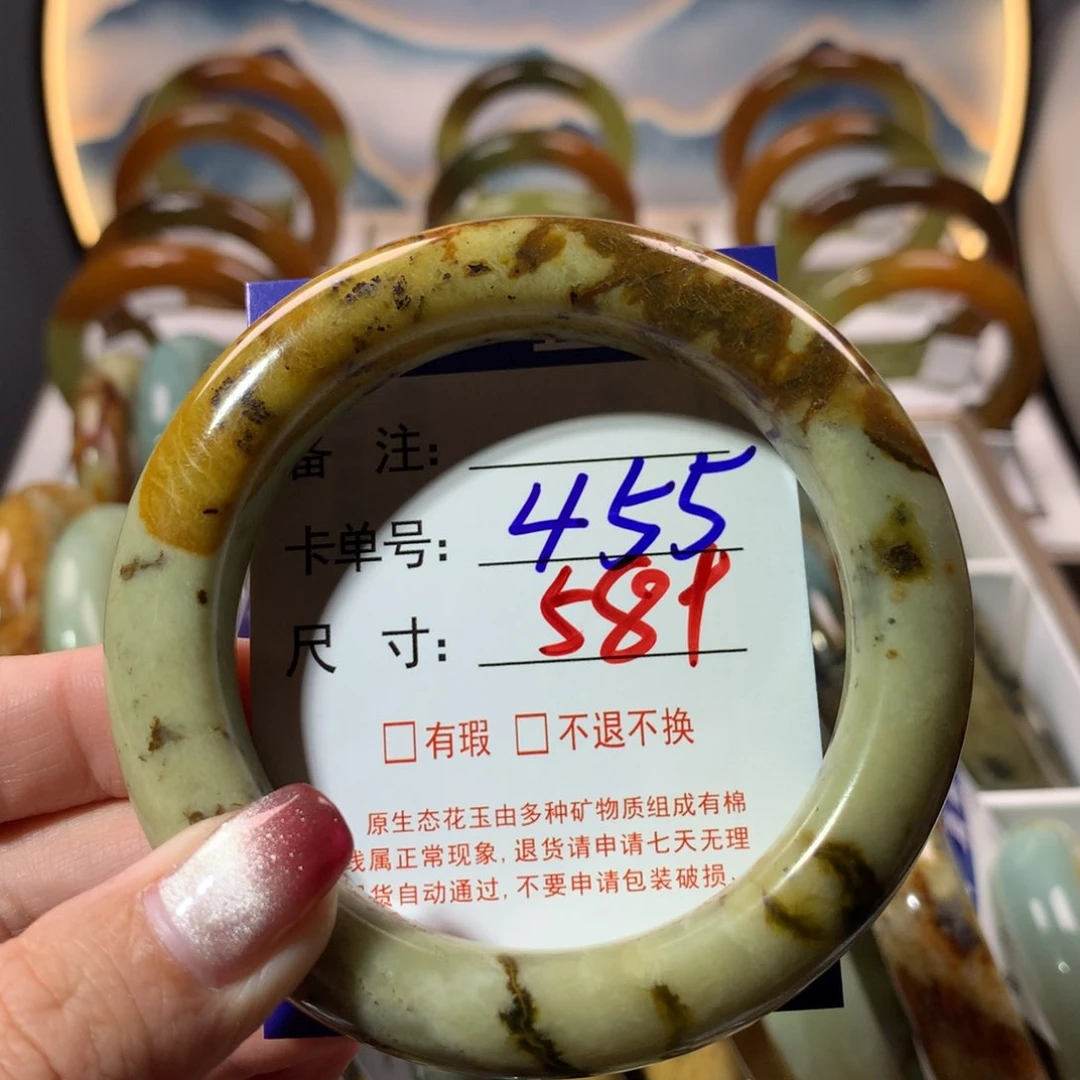 备 注:
卡单号: 455
尺 寸: 589
□有瑕 □不退不换
原生态花玉由多种矿物质组成有棉
线属正常现象,退货请申请七天无理
货自动通过,不要申请包装破损.